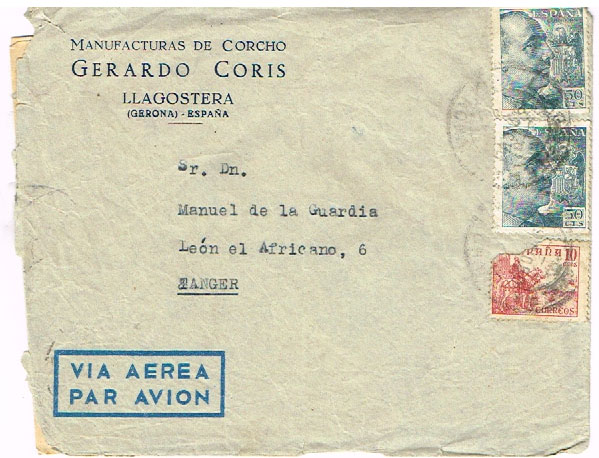 MANUFACTURAS DE CORCHO
GERARDO CORIS
LLAGOSTERA
(GERONA) - ESPAÑA
ESPAÑA
50
CTS
ESPAÑA
50
CTS
ESPAÑA 10
CORREOS
Sr. Dn.
Manuel de la Guardia
León el Africano, 6
TANGER
VIA AEREA
PAR AVION